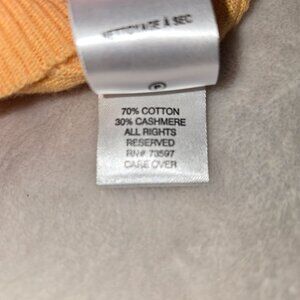 NETTOYAGE À SEC
Ⓟ
70% COTTON
30% CASHMERE
ALL RIGHTS
RESERVED
RN# 73597
CARE OVER